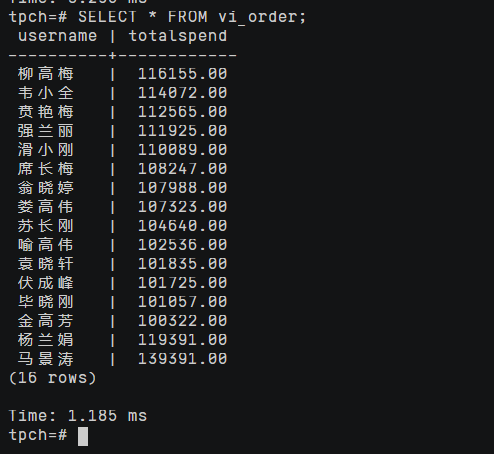 tpch=# SELECT * FROM vi_order;
username | totalspend
----------+------------
柳高梅 | 116155.00
韦小全 | 114072.00
贲艳梅 | 112565.00
强兰丽 | 111925.00
滑小刚 | 110089.00
席长梅 | 108247.00
翁晓婷 | 107988.00
娄高伟 | 107323.00
苏长刚 | 104640.00
喻高伟 | 102536.00
袁晓轩 | 101835.00
伏成峰 | 101725.00
毕晓刚 | 101057.00
金高芳 | 100322.00
杨兰娟 | 119391.00
马景涛 | 139391.00
(16 rows)
Time: 1.185 ms
tpch=#